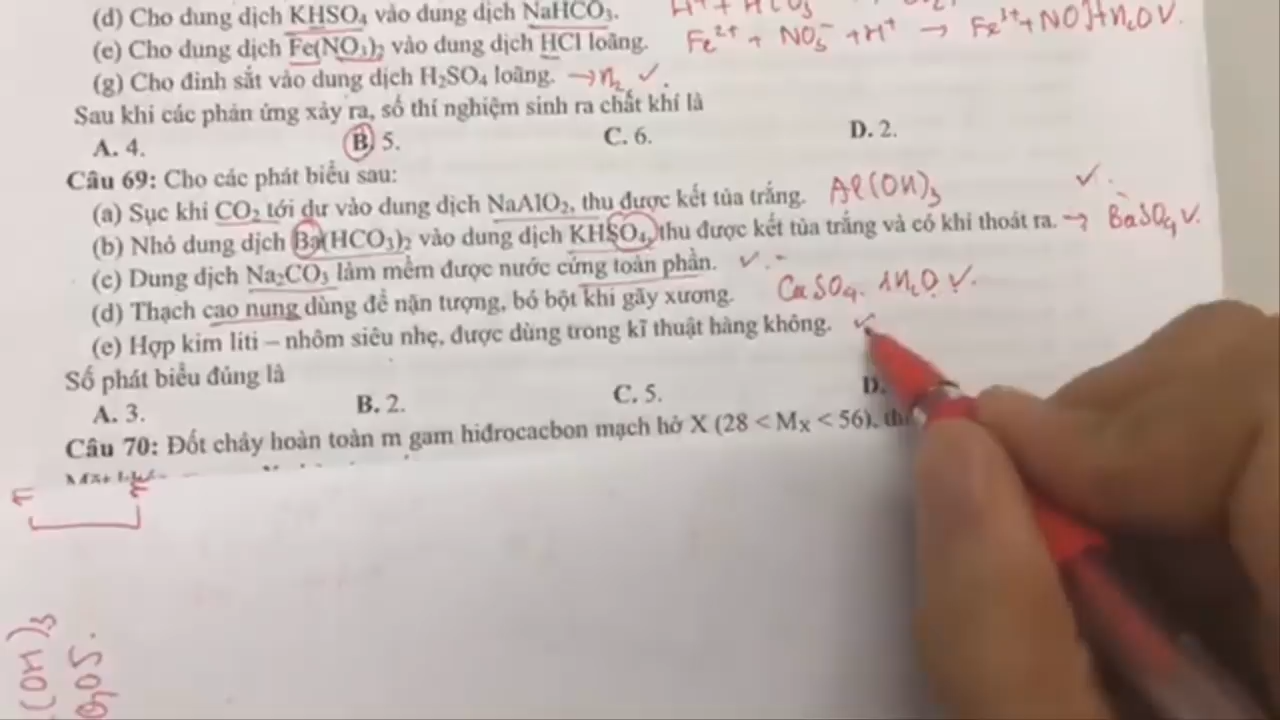 (d) Cho dung dịch KHSO₄ vào dung dịch NaHCO₃.
(e) Cho dung dịch Fe(NO₃)₂ vào dung dịch HCl loãng. Fe²⁺ + NO₃⁻ + H⁺ → Fe³⁺ + NO + H₂O v.
(g) Cho đinh sắt vào dung dịch H₂SO₄ loãng. → H₂ ✓.
Sau khi các phản ứng xảy ra, số thí nghiệm sinh ra chất khí là
A. 4. B. 5. C. 6. D. 2.
Câu 69: Cho các phát biểu sau:
(a) Sục khí CO₂ tới dư vào dung dịch NaAlO₂, thu được kết tủa trắng. Al(OH)₃ ✓.
(b) Nhỏ dung dịch Ba(HCO₃)₂ vào dung dịch KHSO₄, thu được kết tủa trắng và có khí thoát ra. → BaSO₄ v.
(c) Dung dịch Na₂CO₃ làm mềm được nước cứng toàn phần. ✓.
(d) Thạch cao nung dùng để nặn tượng, bó bột khi gãy xương. CaSO₄.1H₂O. v.
(e) Hợp kim liti – nhôm siêu nhẹ, được dùng trong kĩ thuật hàng không. ✓
Số phát biểu đúng là
A. 3. B. 2. C. 5. D.
Câu 70: Đốt cháy hoàn toàn m gam hiđrocacbon mạch hở X (28 < Mₓ < 56), th
(OH)₃
0,05.